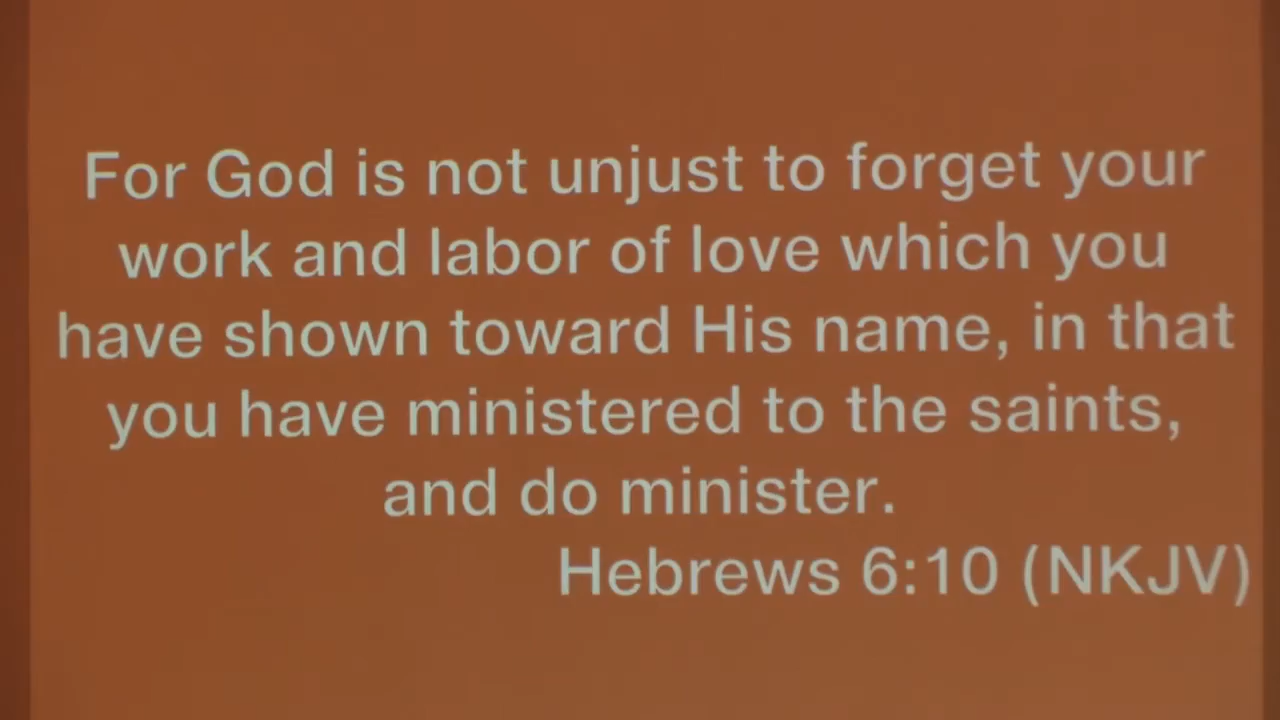 For God is not unjust to forget your
work and labor of love which you
have shown toward His name, in that
you have ministered to the saints,
and do minister.
Hebrews 6:10 (NKJV)